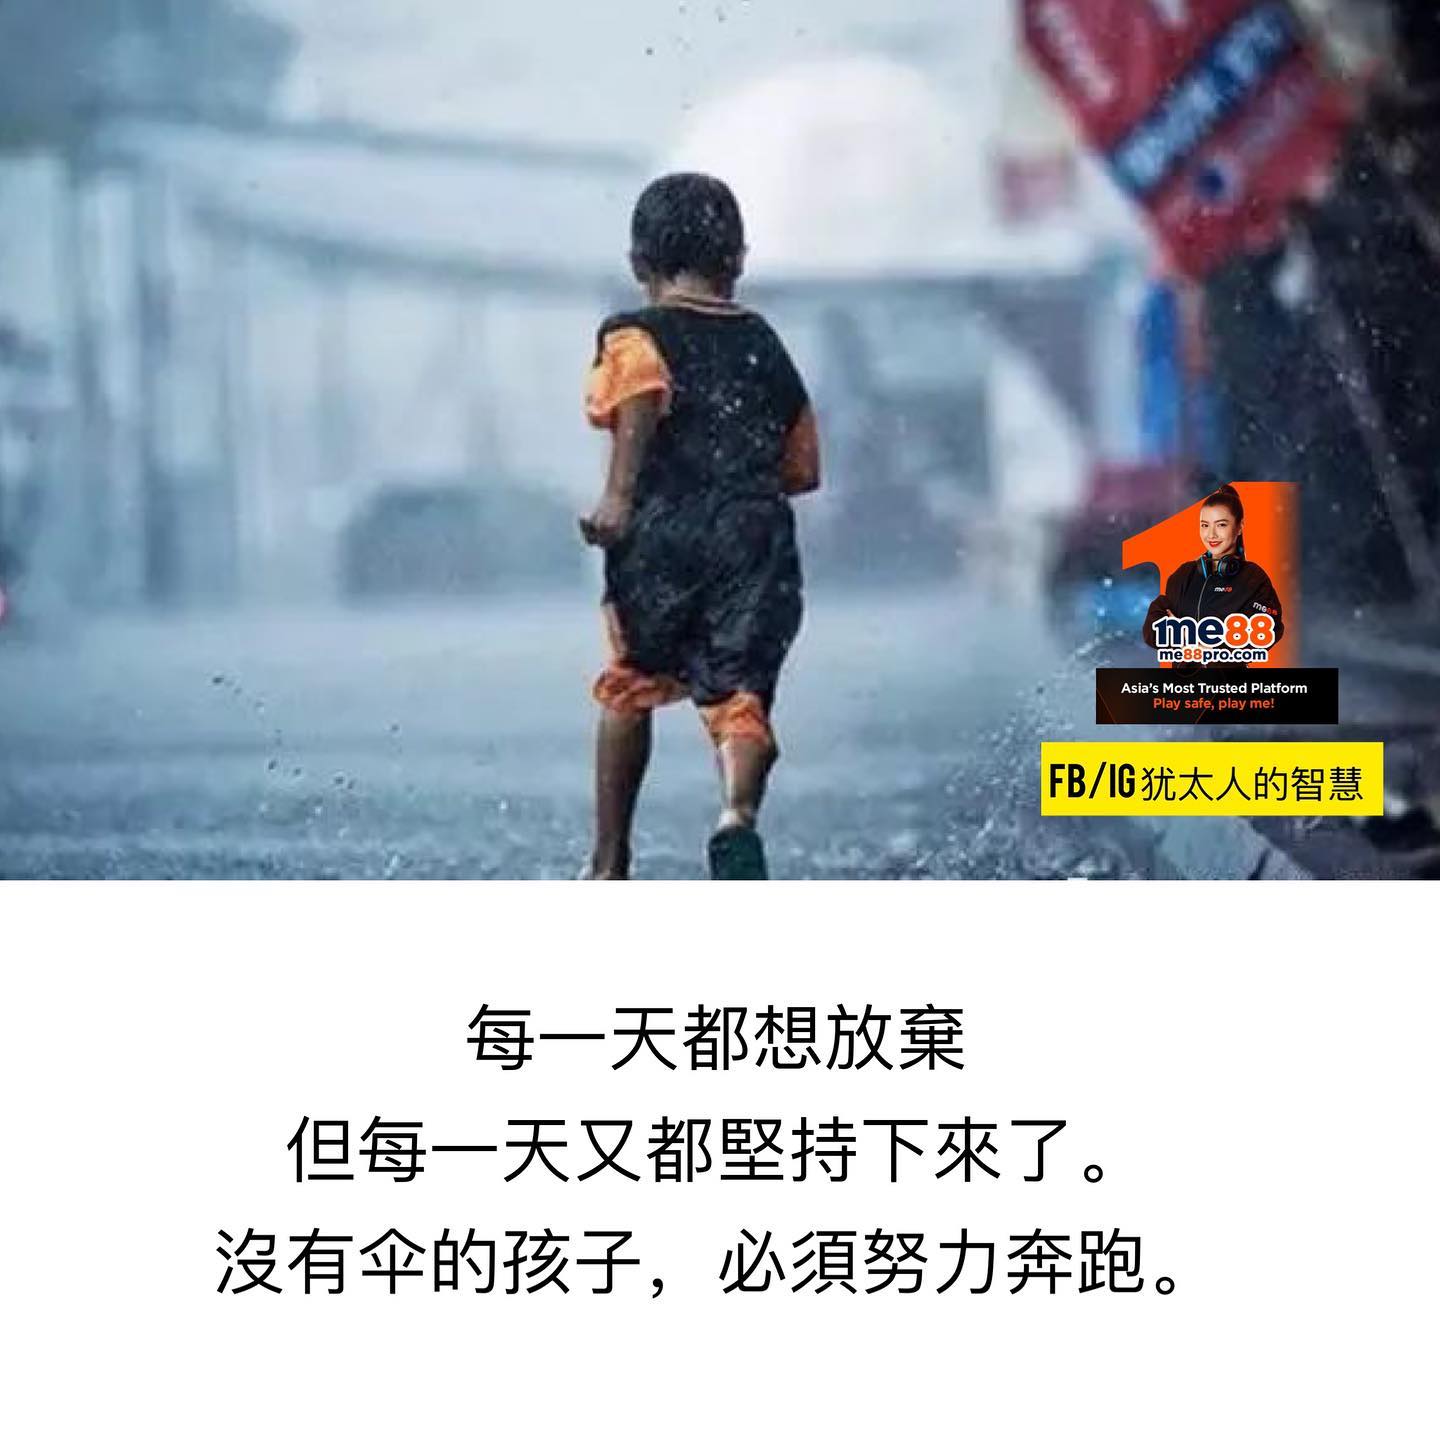 me88
me88
me88
me88pro.com
Asia's Most Trusted Platform
Play safe, play me!
FB/IG犹太人的智慧
每一天都想放棄
但每一天又都堅持下來了。
沒有伞的孩子，必須努力奔跑。